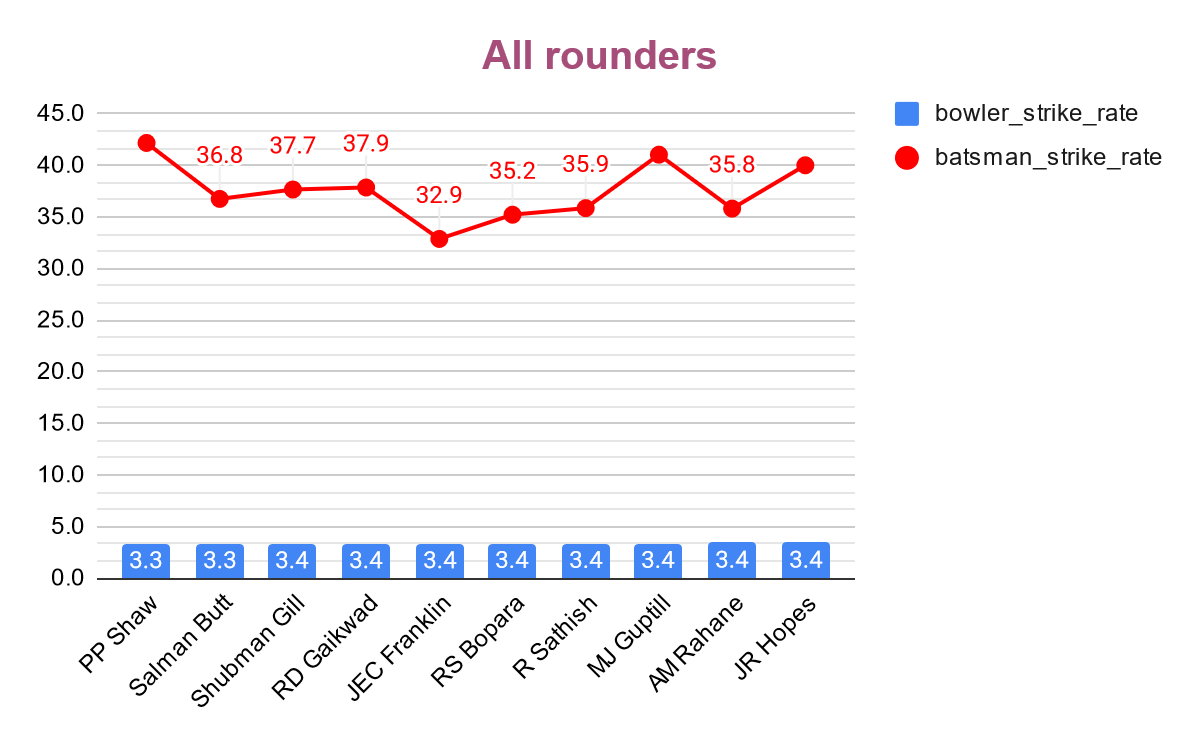 All rounders
bowler_strike_rate
batsman_strike_rate
45.0
40.0
35.0
30.0
25.0
20.0
15.0
10.0
5.0
0.0
36.8
37.7
37.9
32.9
35.2
35.9
35.8
3.3
3.3
3.4
3.4
3.4
3.4
3.4
3.4
3.4
3.4
PP Shaw
Salman Butt
Shubman Gill
RD Gaikwad
JEC Franklin
RS Bopara
R Sathish
MJ Guptill
AM Rahane
JR Hopes